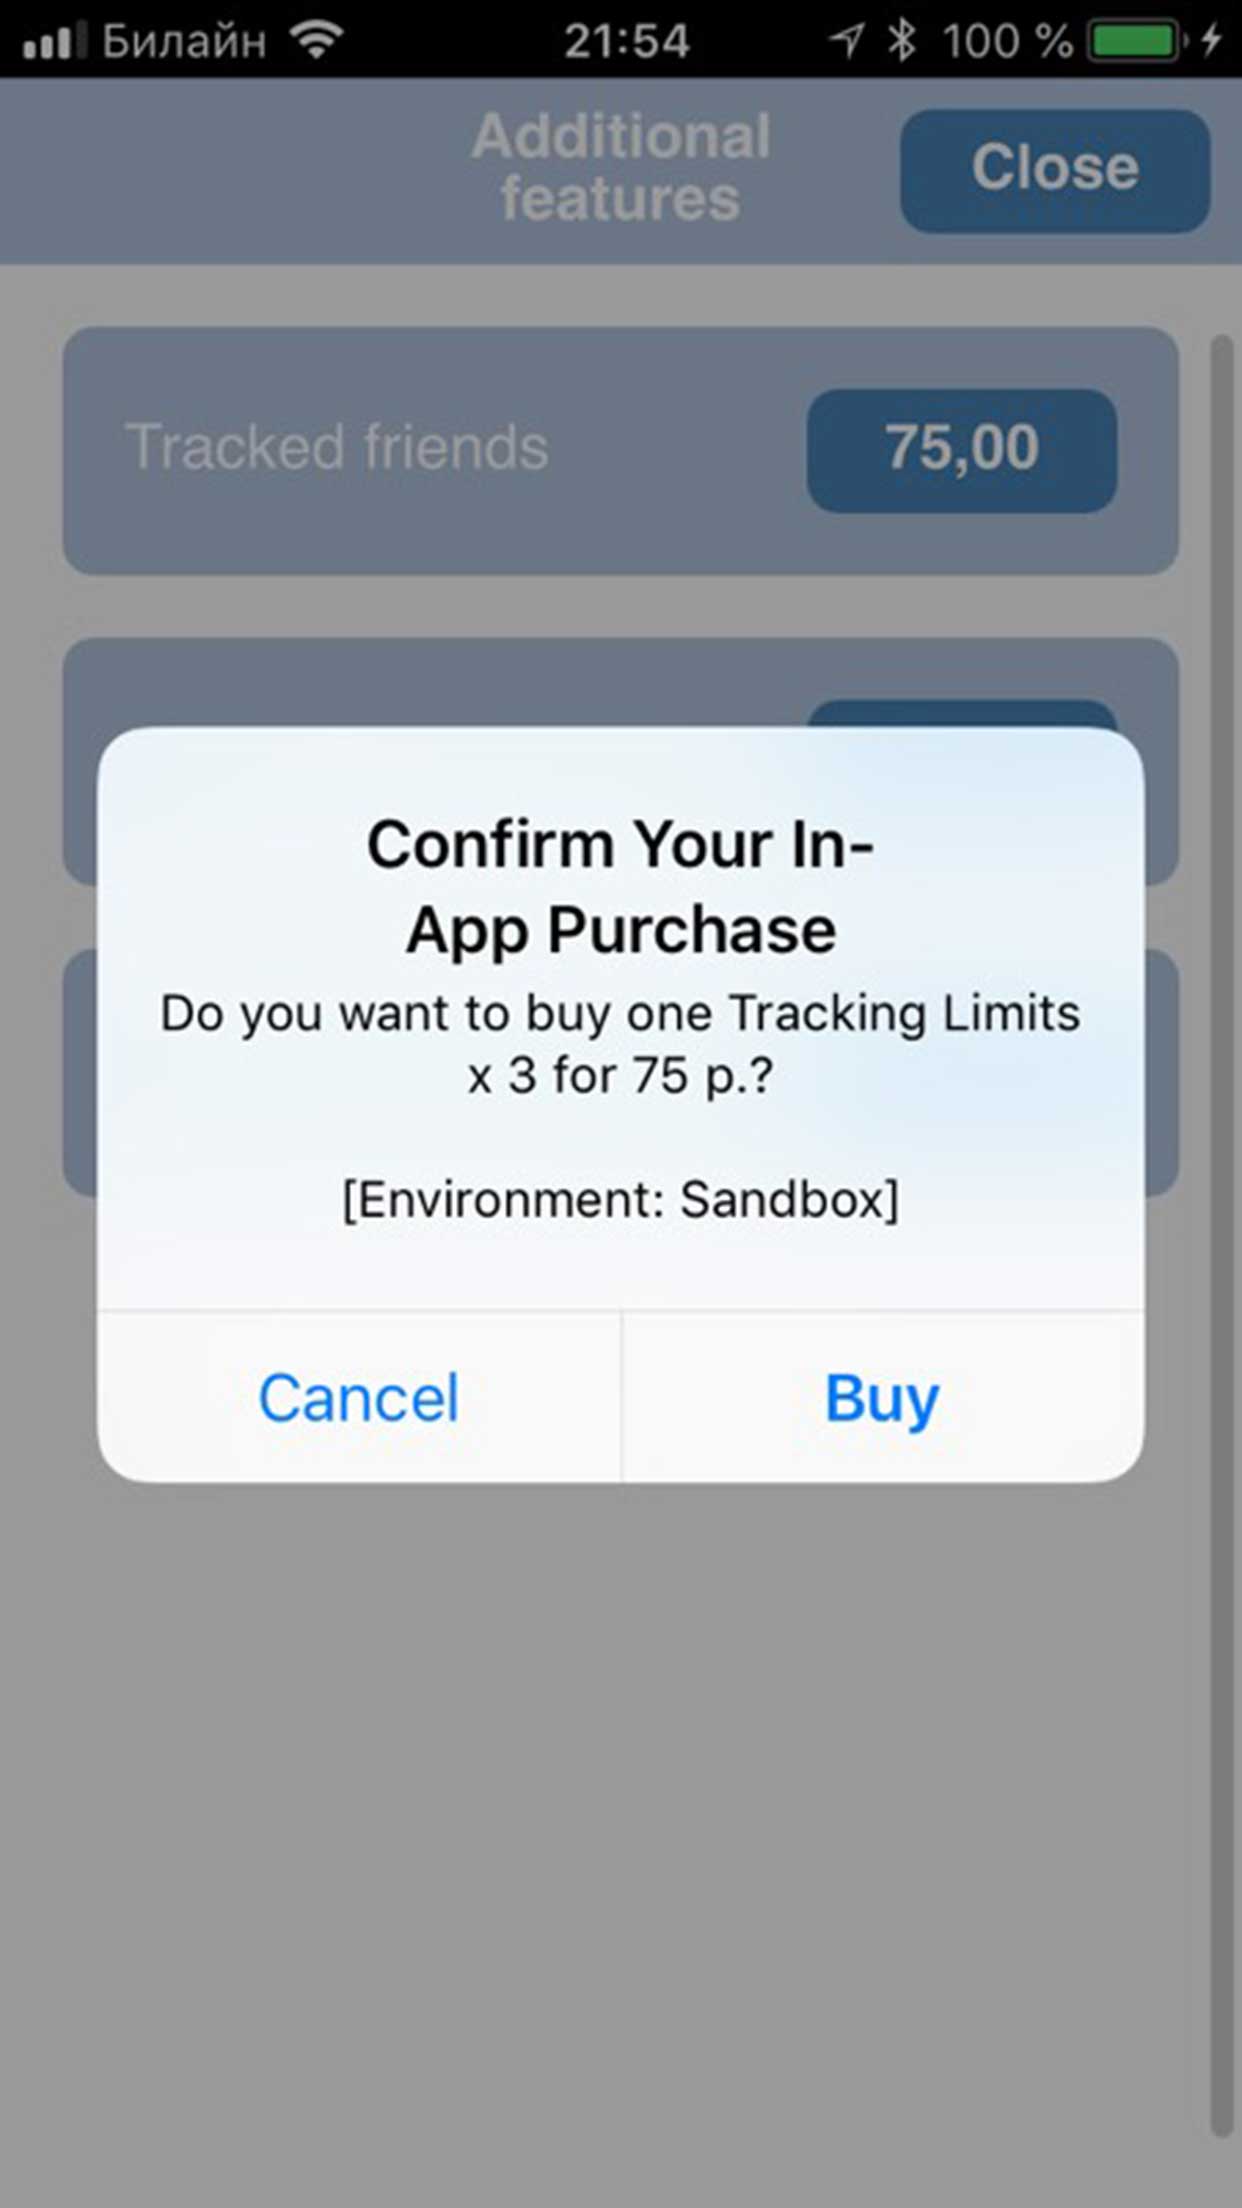 Билайн 21:54 100 %
Additional
features
Close
Tracked friends 75,00
Confirm Your In-
App Purchase
Do you want to buy one Tracking Limits
x 3 for 75 р.?
[Environment: Sandbox]
Cancel Buy